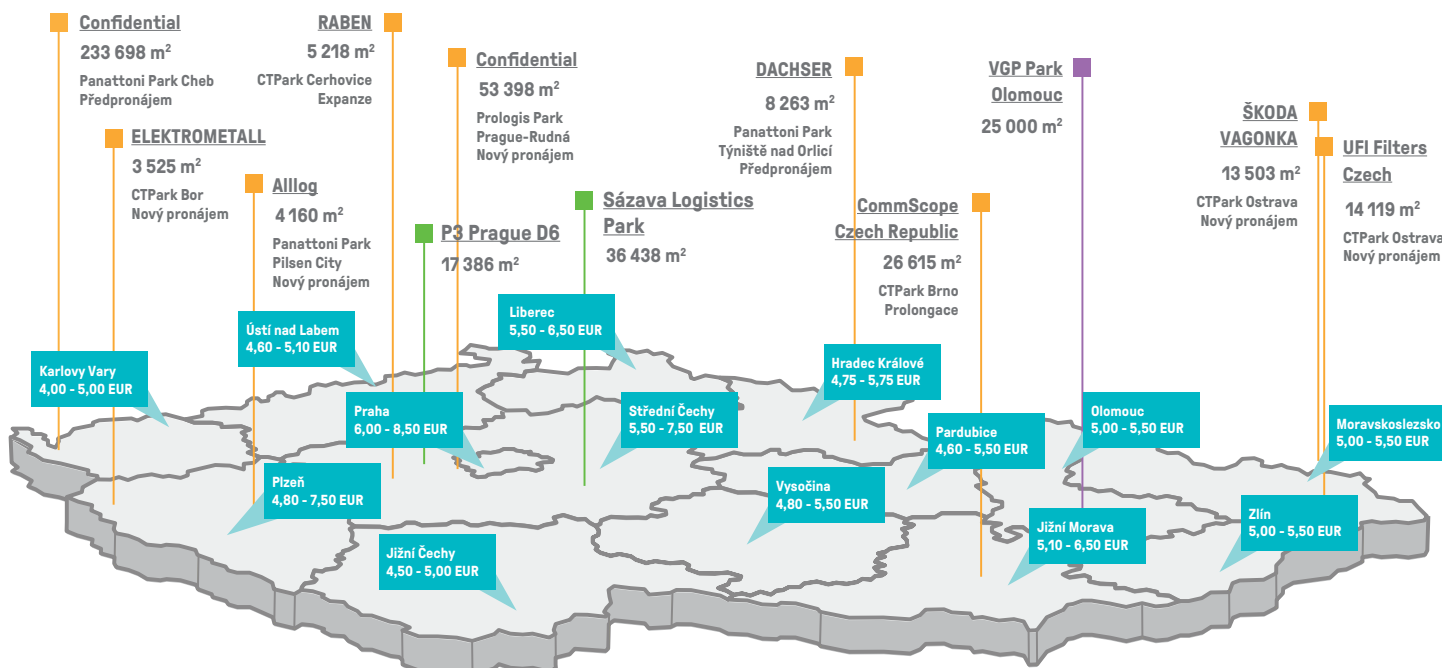 Confidential
233 698 m²
Panattoni Park Cheb
Předpronájem
RABEN
5 218 m²
CTPark Cerhovice
Expanze
Confidential
53 398 m²
Prologis Park
Prague-Rudná
Nový pronájem
DACHSER
8 263 m²
Panattoni Park
Týniště nad Orlicí
Předpronájem
VGP Park
Olomouc
25 000 m²
ŠKODA
VAGONKA
13 503 m²
CTPark Ostrava
Nový pronájem
UFI Filters
Czech
14 119 m²
CTPark Ostrava
Nový pronájem
ELEKTROMETALL
3 525 m²
CTPark Bor
Nový pronájem
Alllog
4 160 m²
Panattoni Park
Pilsen City
Nový pronájem
P3 Prague D6
17 386 m²
Sázava Logistics
Park
36 438 m²
CommScope
Czech Republic
26 615 m²
CTPark Brno
Prolongace
Liberec
5,50 - 6,50 EUR
Ústí nad Labem
4,60 - 5,10 EUR
Karlovy Vary
4,00 - 5,00 EUR
Hradec Králové
4,75 - 5,75 EUR
Praha
6,00 - 8,50 EUR
Střední Čechy
5,50 - 7,50 EUR
Pardubice
4,60 - 5,50 EUR
Olomouc
5,00 - 5,50 EUR
Moravskoslezsko
5,00 - 5,50 EUR
Plzeň
4,80 - 7,50 EUR
Vysočina
4,80 - 5,50 EUR
Jižní Morava
5,10 - 6,50 EUR
Zlín
5,00 - 5,50 EUR
Jižní Čechy
4,50 - 5,00 EUR